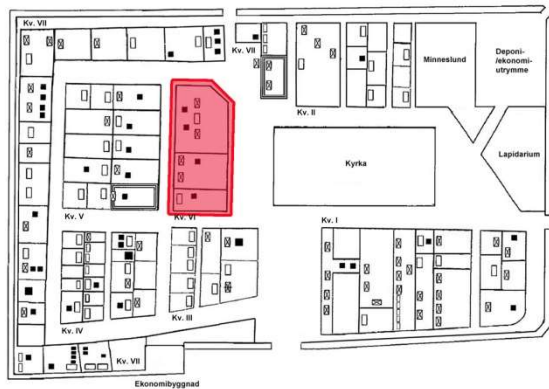 Kv. VII
Kv. VII
Minneslund
Deponi-
/ekonomi-
utrymme
Kv. II
Kyrka
Lapidarium
Kv. V
Kv. VI
Kv. I
Kv. III
Kv. IV
Kv. VII
Ekonomibyggnad